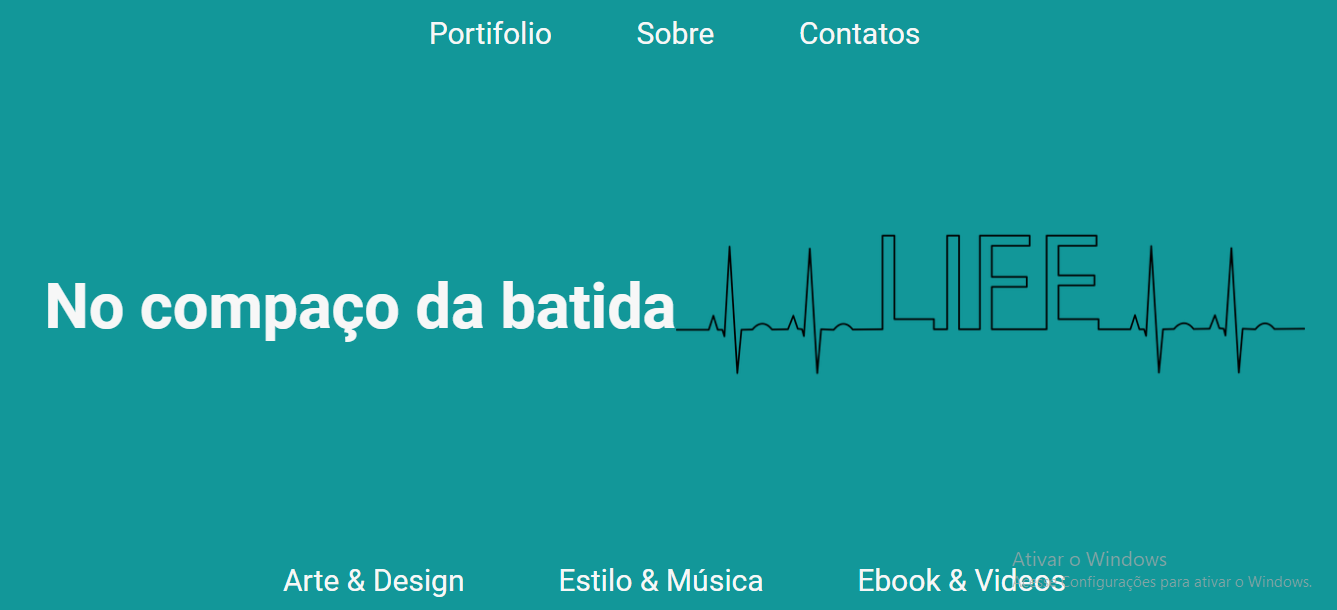 Portifolio Sobre Contatos
No compaço da batida LIFE
Ativar o Windows
Arte & Design Estilo & Música Ebook & Videos
Configurações para ativar o Windows.